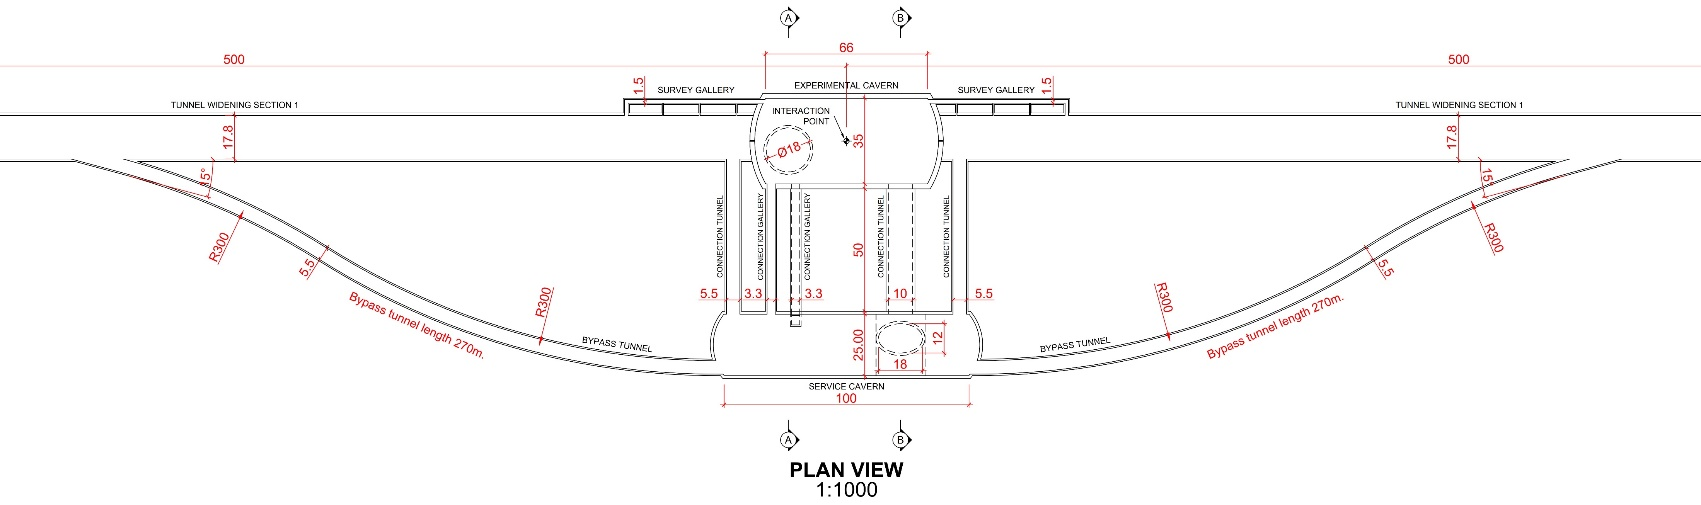 A
B
66
500
500
1.5
SURVEY GALLERY
EXPERIMENTAL CAVERN
SURVEY GALLERY
1.5
TUNNEL WIDENING SECTION 1
INTERACTION
POINT
TUNNEL WIDENING SECTION 1
17.8
Ø18
35
17.8
15°
15°
R300
5.5
CONNECTION TUNNEL
CONNECTION GALLERY
CONNECTION GALLERY
50
CONNECTION TUNNEL
CONNECTION TUNNEL
R300
5.5
Bypass tunnel length 270m.
R300
5.5
3.3
3.3
10
5.5
R300
Bypass tunnel length 270m.
BYPASS TUNNEL
25.00
12
18
BYPASS TUNNEL
SERVICE CAVERN
100
A
B
PLAN VIEW
1:1000